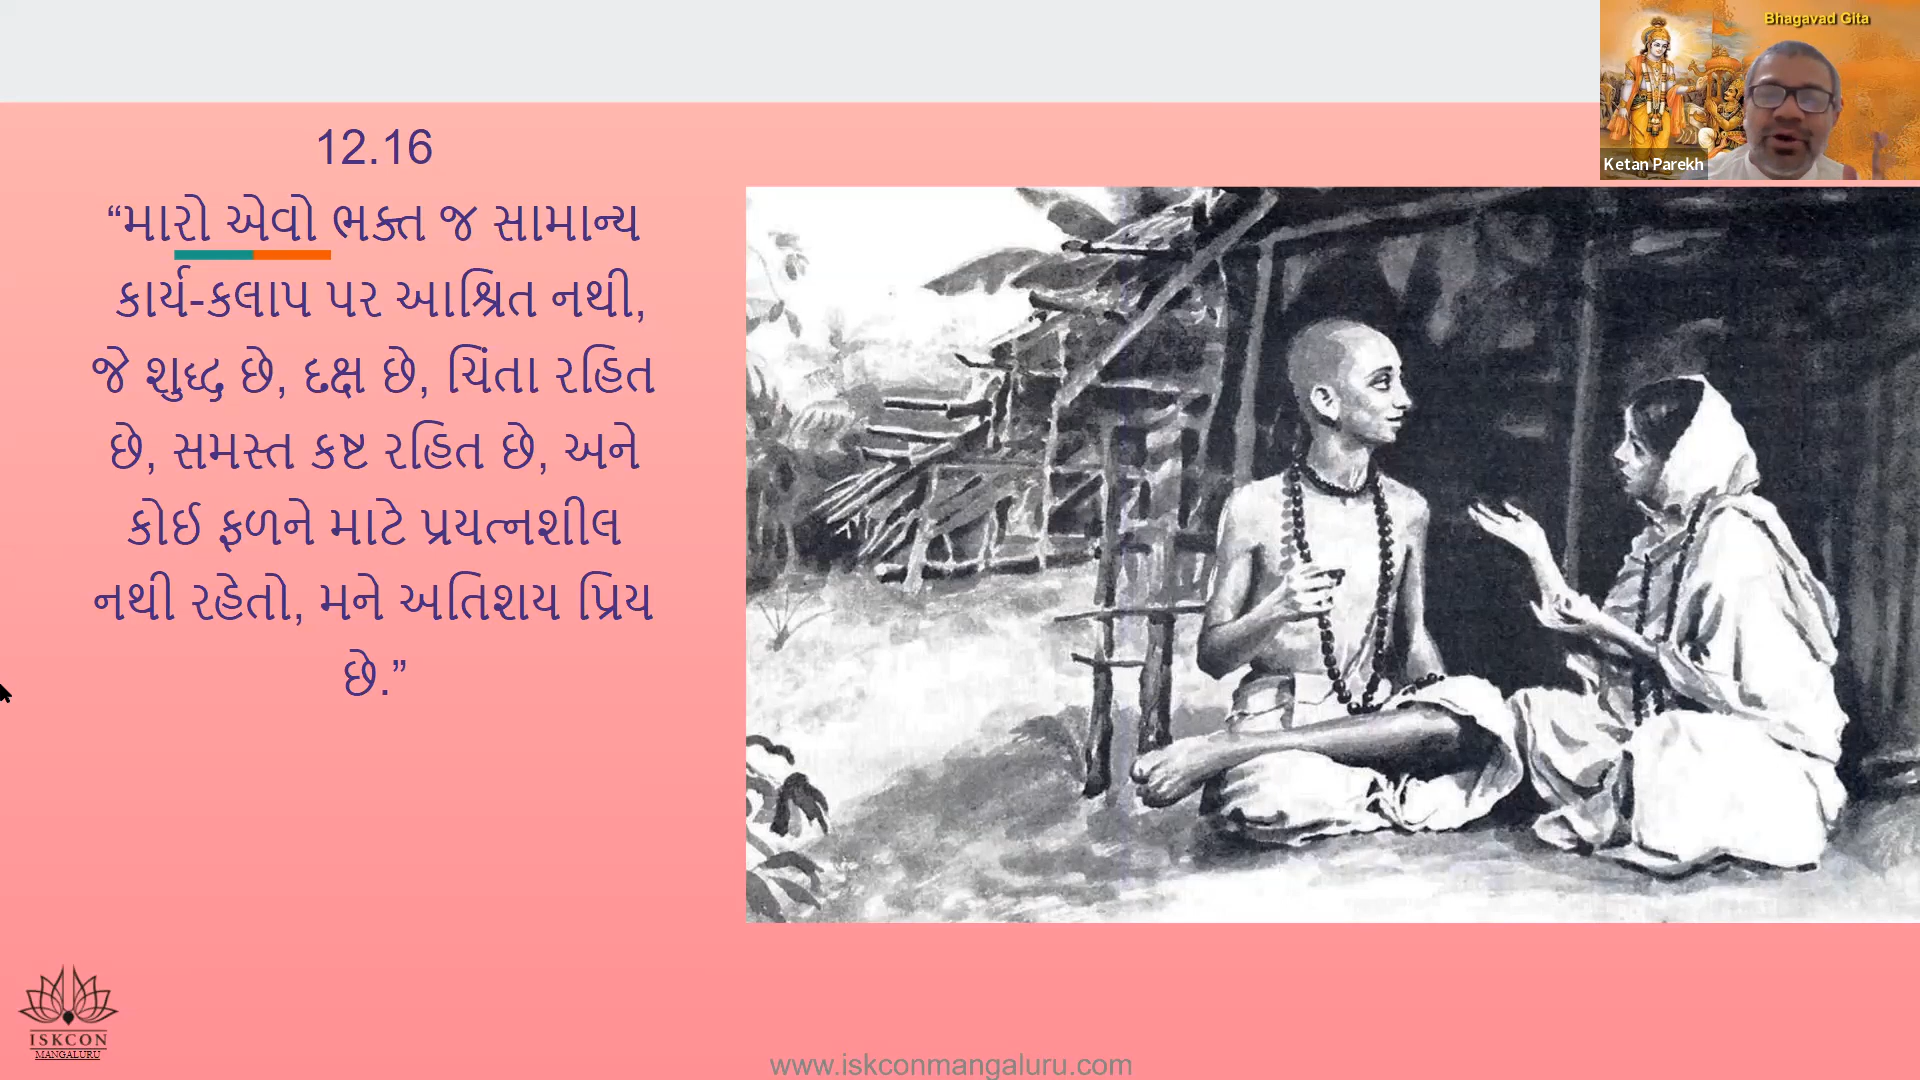 Bhagavad Gita
Ketan Parekh
12.16
“મારો એવો ભક્ત જ સામાન્ય
કાર્ય-કલાપ પર આશ્રિત નથી,
જે શુદ્ધ છે, દક્ષ છે, ચિંતા રહિત
છે, સમસ્ત કષ્ટ રહિત છે, અને
કોઈ ફળને માટે પ્રયત્નશીલ
નથી રહેતો, મને અતિશય પ્રિય
છે.”
ISKCON
MANGALURU
www.iskconmangaluru.com